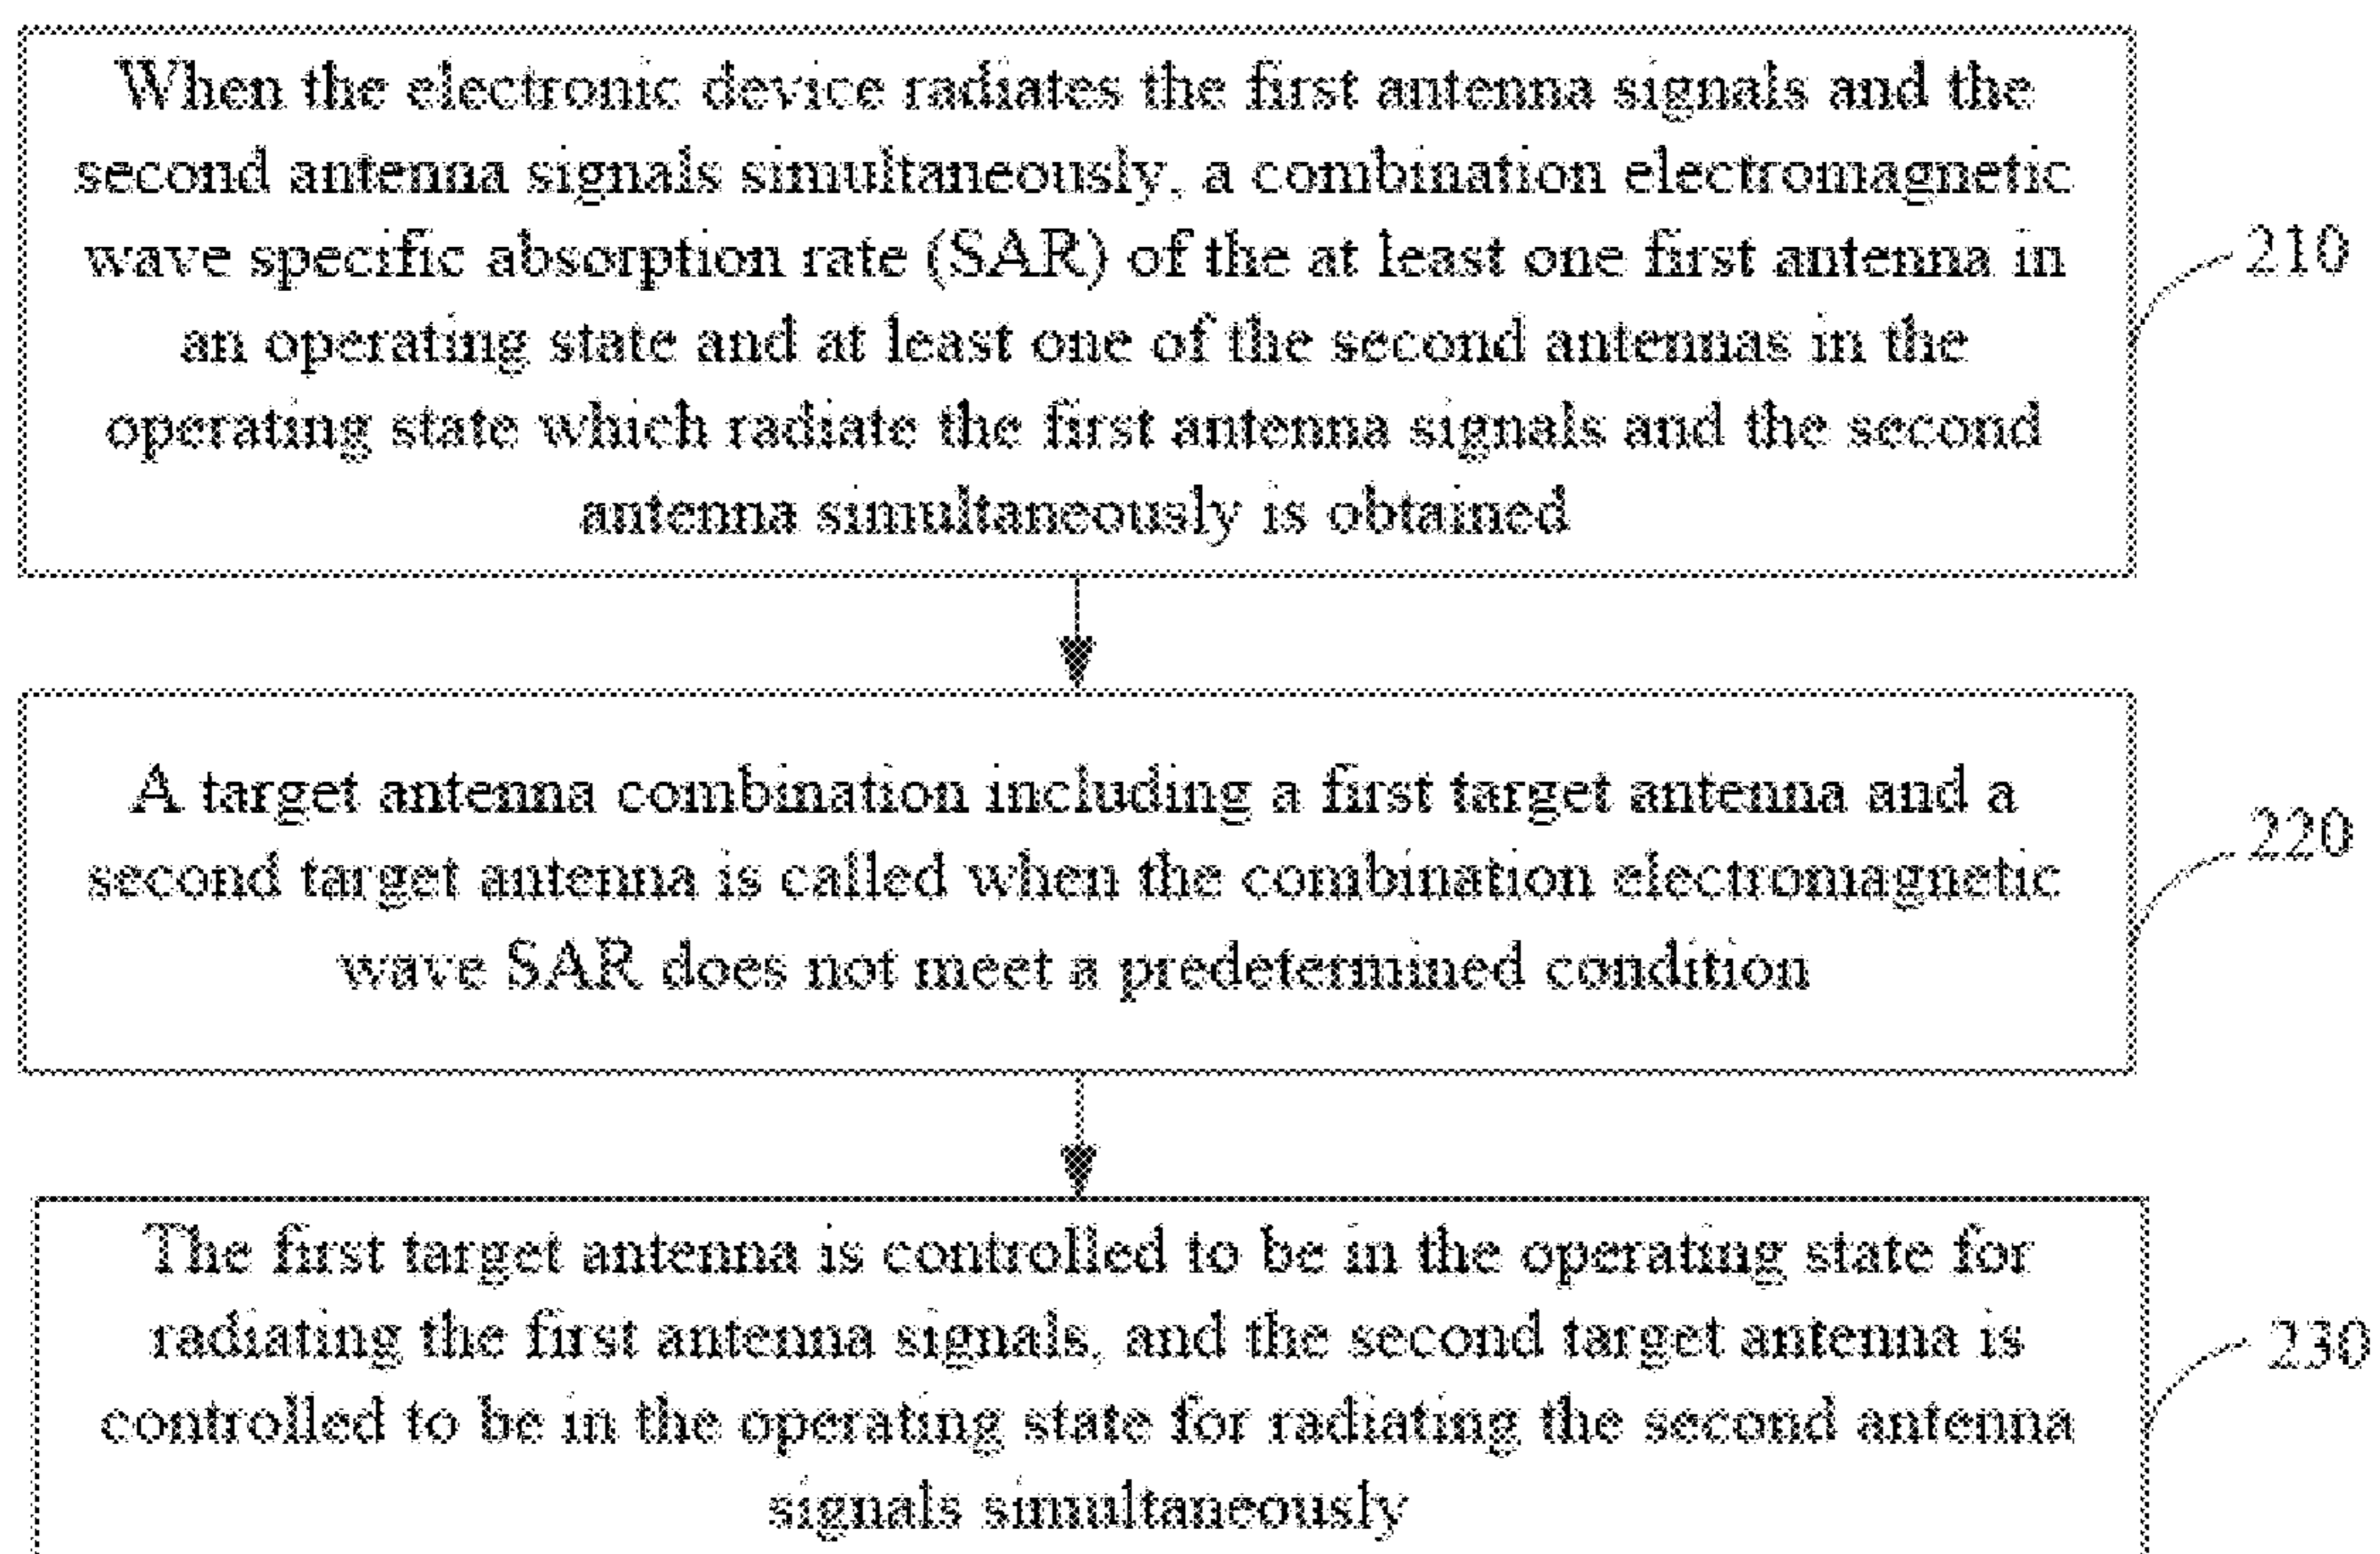 When the electronic device radiates the first antenna signals and the
second antenna signals simultaneously, a combination electromagnetic
wave specific absorption rate (SAR) of the at least one first antenna in
an operating state and at least one of the second antennas in the
operating state which radiate the first antenna signals and the second
antenna simultaneously is obtained
210
A target antenna combination including a first target antenna and a
second target antenna is called when the combination electromagnetic
wave SAR does not meet a predetermined condition
220
The first target antenna is controlled to be in the operating state for
radiating the first antenna signals, and the second target antenna is
controlled to be in the operating state for radiating the second antenna
signals simultaneously
230